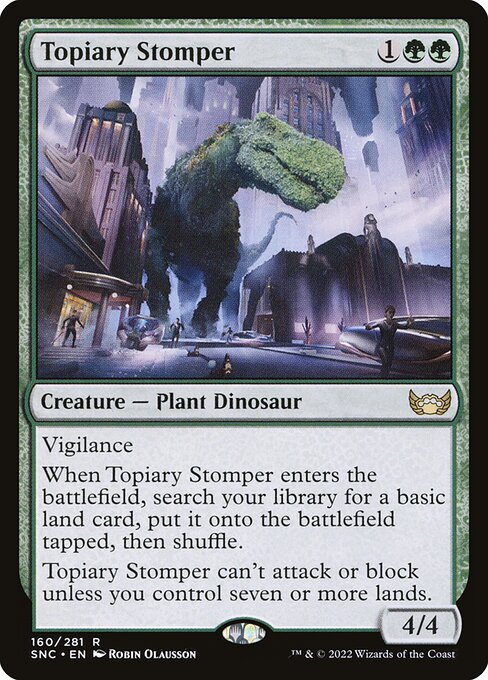 Topiary Stomper 1
Creature — Plant Dinosaur
Vigilance
When Topiary Stomper enters the
battlefield, search your library for a basic
land card, put it onto the battlefield
tapped, then shuffle.
Topiary Stomper can't attack or block
unless you control seven or more lands.
4/4
160/281 R
SNC • EN Robin Olausson ™ & © 2022 Wizards of the Coast